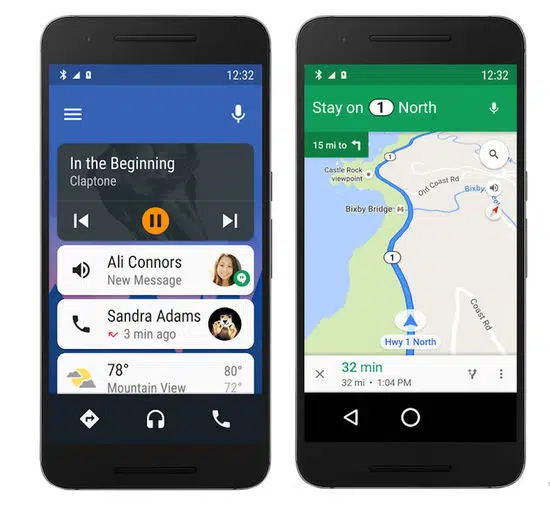 12:32
In the Beginning
Claptone
Ali Connors
New Message
Sandra Adams
3 min ago
78° 80°
Mountain View 72°
12:32
Stay on 1 North
15 mi to
1
Castle Rock
viewpoint
Old Coast Rd
Bixby
Bixby Bridge
1
Coast Rd
Hwy 1 North
32 min
32 mi • 1:04 PM